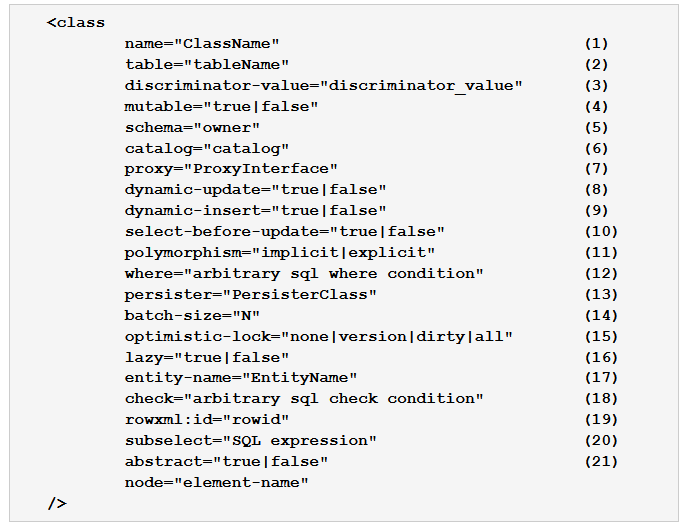 <class
name="ClassName" (1)
table="tableName" (2)
discriminator-value="discriminator_value" (3)
mutable="true|false" (4)
schema="owner" (5)
catalog="catalog" (6)
proxy="ProxyInterface" (7)
dynamic-update="true|false" (8)
dynamic-insert="true|false" (9)
select-before-update="true|false" (10)
polymorphism="implicit|explicit" (11)
where="arbitrary sql where condition" (12)
persister="PersisterClass" (13)
batch-size="N" (14)
optimistic-lock="none|version|dirty|all" (15)
lazy="true|false" (16)
entity-name="EntityName" (17)
check="arbitrary sql check condition" (18)
rowxml:id="rowid" (19)
subselect="SQL expression" (20)
abstract="true|false" (21)
node="element-name"
/>